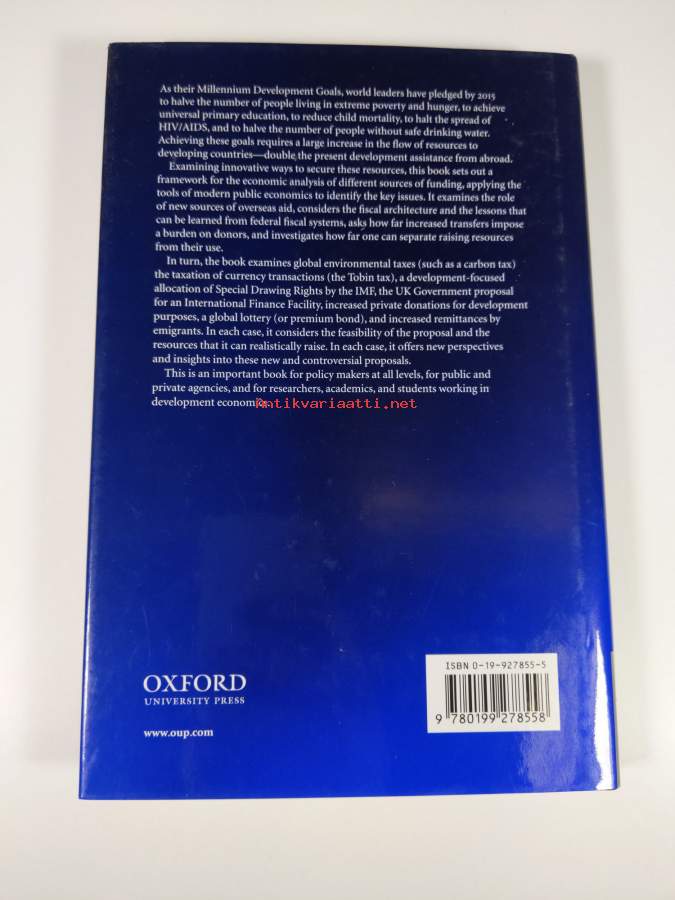 As their Millennium Development Goals, world leaders have pledged by 2015
to halve the number of people living in extreme poverty and hunger, to achieve
universal primary education, to reduce child mortality, to halt the spread of
HIV/AIDS, and to halve the number of people without safe drinking water.
Achieving these goals requires a large increase in the flow of resources to
developing countries—double the present development assistance from abroad.
Examining innovative ways to secure these resources, this book sets out a
framework for the economic analysis of different sources of funding, applying the
tools of modern public economics to identify the key issues. It examines the role
of new sources of overseas aid, considers the fiscal architecture and the lessons that
can be learned from federal fiscal systems, asks how far increased transfers impose
a burden on donors, and investigates how far one can separate raising resources
from their use.
In turn, the book examines global environmental taxes (such as a carbon tax)
the taxation of currency transactions (the Tobin tax), a development-focused
allocation of Special Drawing Rights by the IMF, the UK Government proposal
for an International Finance Facility, increased private donations for development
purposes, a global lottery (or premium bond), and increased remittances by
emigrants. In each case, it considers the feasibility of the proposal and the
resources that it can realistically raise. In each case, it offers new perspectives
and insights into these new and controversial proposals.
This is an important book for policy makers at all levels, for public and
private agencies, and for researchers, academics, and students working in
development
Antikvariaatti.net
ISBN 0-19-927855-5
9 780199 278558
OXFORD
UNIVERSITY PRESS
www.oup.com